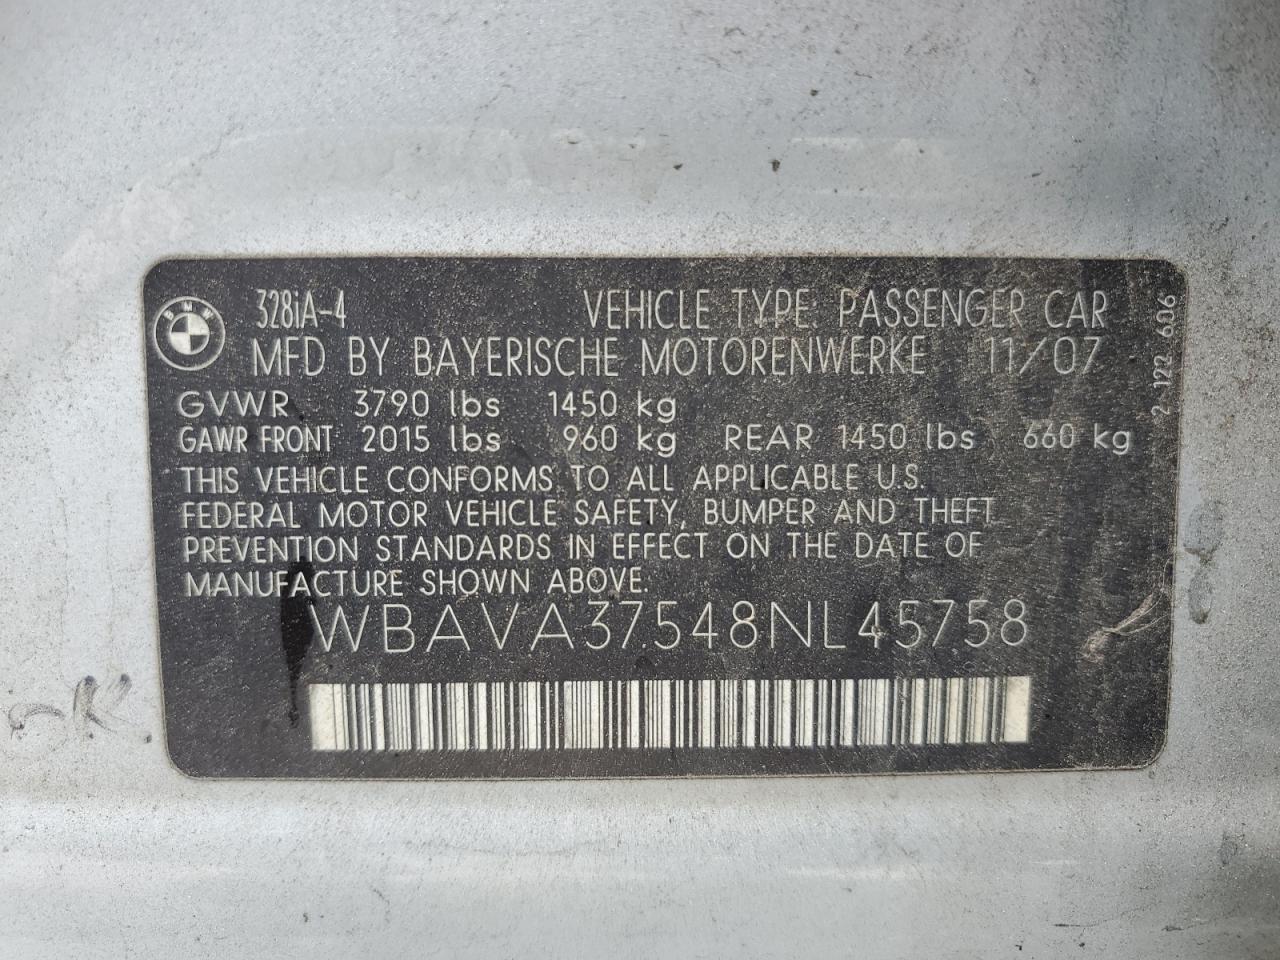 BMW
328iA-4 VEHICLE TYPE: PASSENGER CAR
MFD BY BAYERISCHE MOTORENWERKE 11/07
GVWR 3790 lbs 1450 kg
GAWR FRONT 2015 lbs 960 kg REAR 1450 lbs 660 kg
THIS VEHICLE CONFORMS TO ALL APPLICABLE U.S.
FEDERAL MOTOR VEHICLE SAFETY, BUMPER AND THEFT
PREVENTION STANDARDS IN EFFECT ON THE DATE OF
MANUFACTURE SHOWN ABOVE.
WBAVA37548NL45758
2 122 606